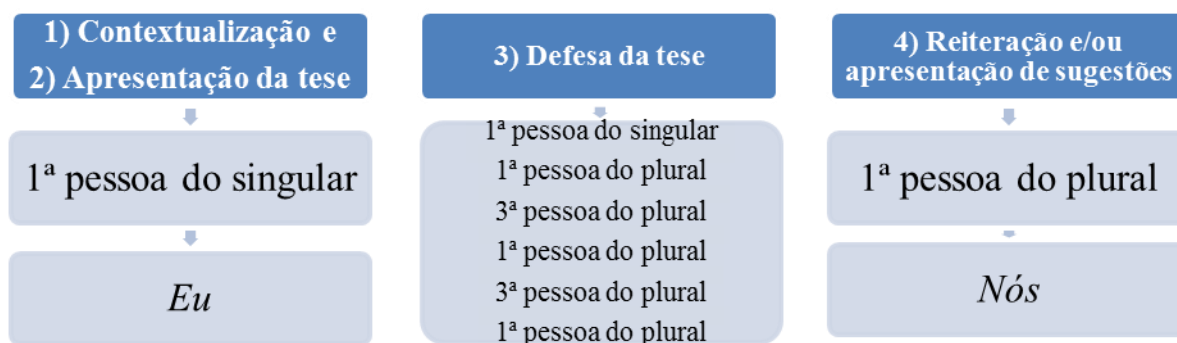 1) Contextualização e
2) Apresentação da tese
1ª pessoa do singular
Eu
3) Defesa da tese
1ª pessoa do singular
1ª pessoa do plural
3ª pessoa do plural
1ª pessoa do plural
3ª pessoa do plural
1ª pessoa do plural
4) Reiteração e/ou
apresentação de sugestões
1ª pessoa do plural
Nós